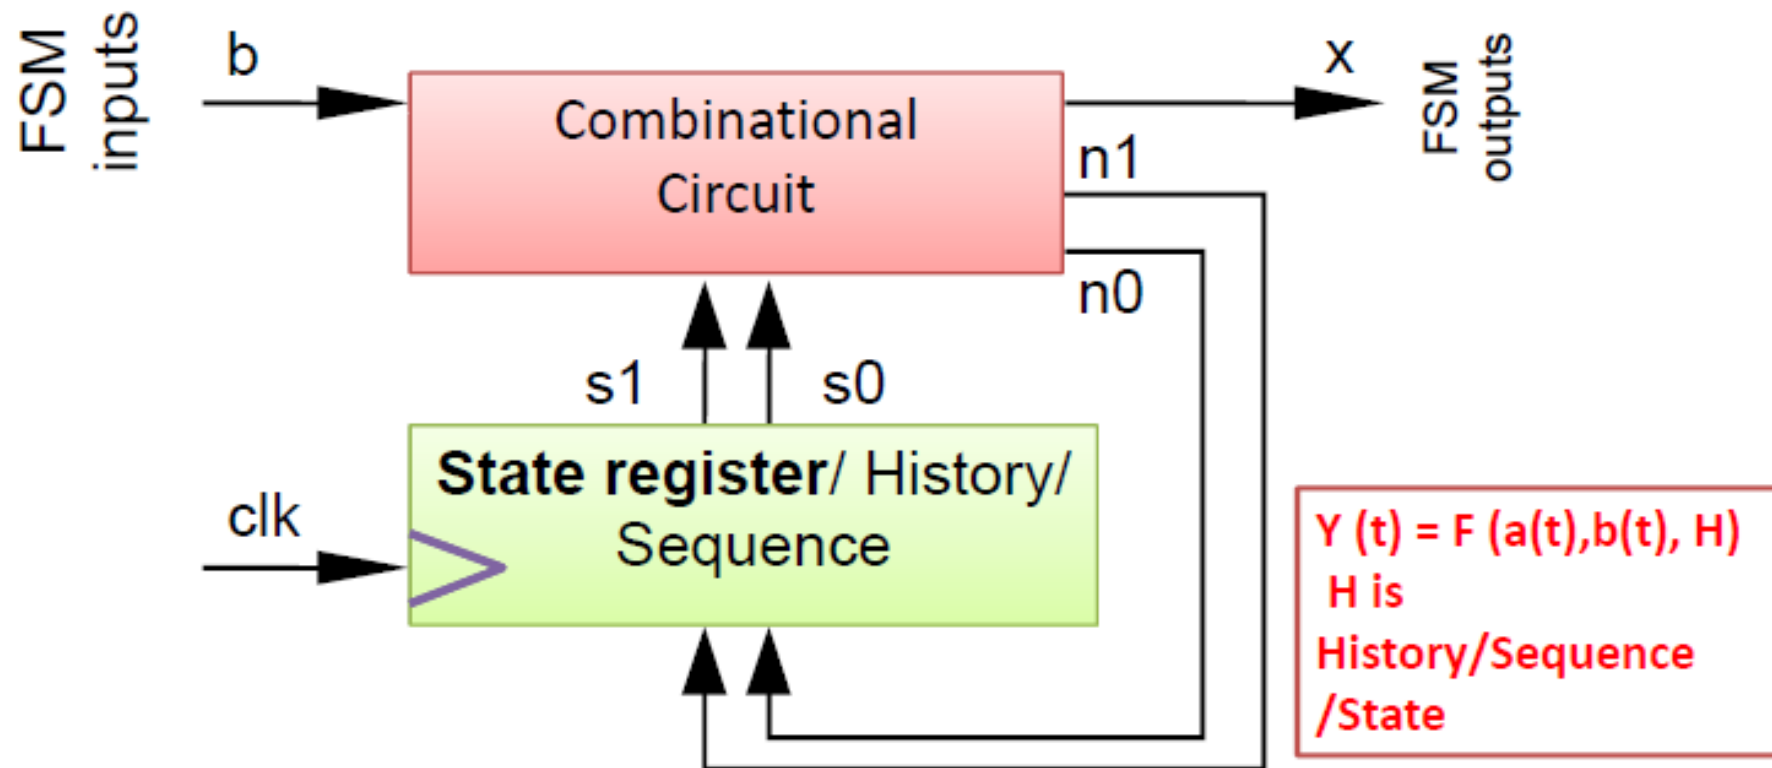 FSM
inputs
b
Combinational
Circuit
x
FSM
outputs
n1
n0
s1
s0
State register/ History/
Sequence
clk
Y (t) = F (a(t),b(t), H)
H is
History/Sequence
/State